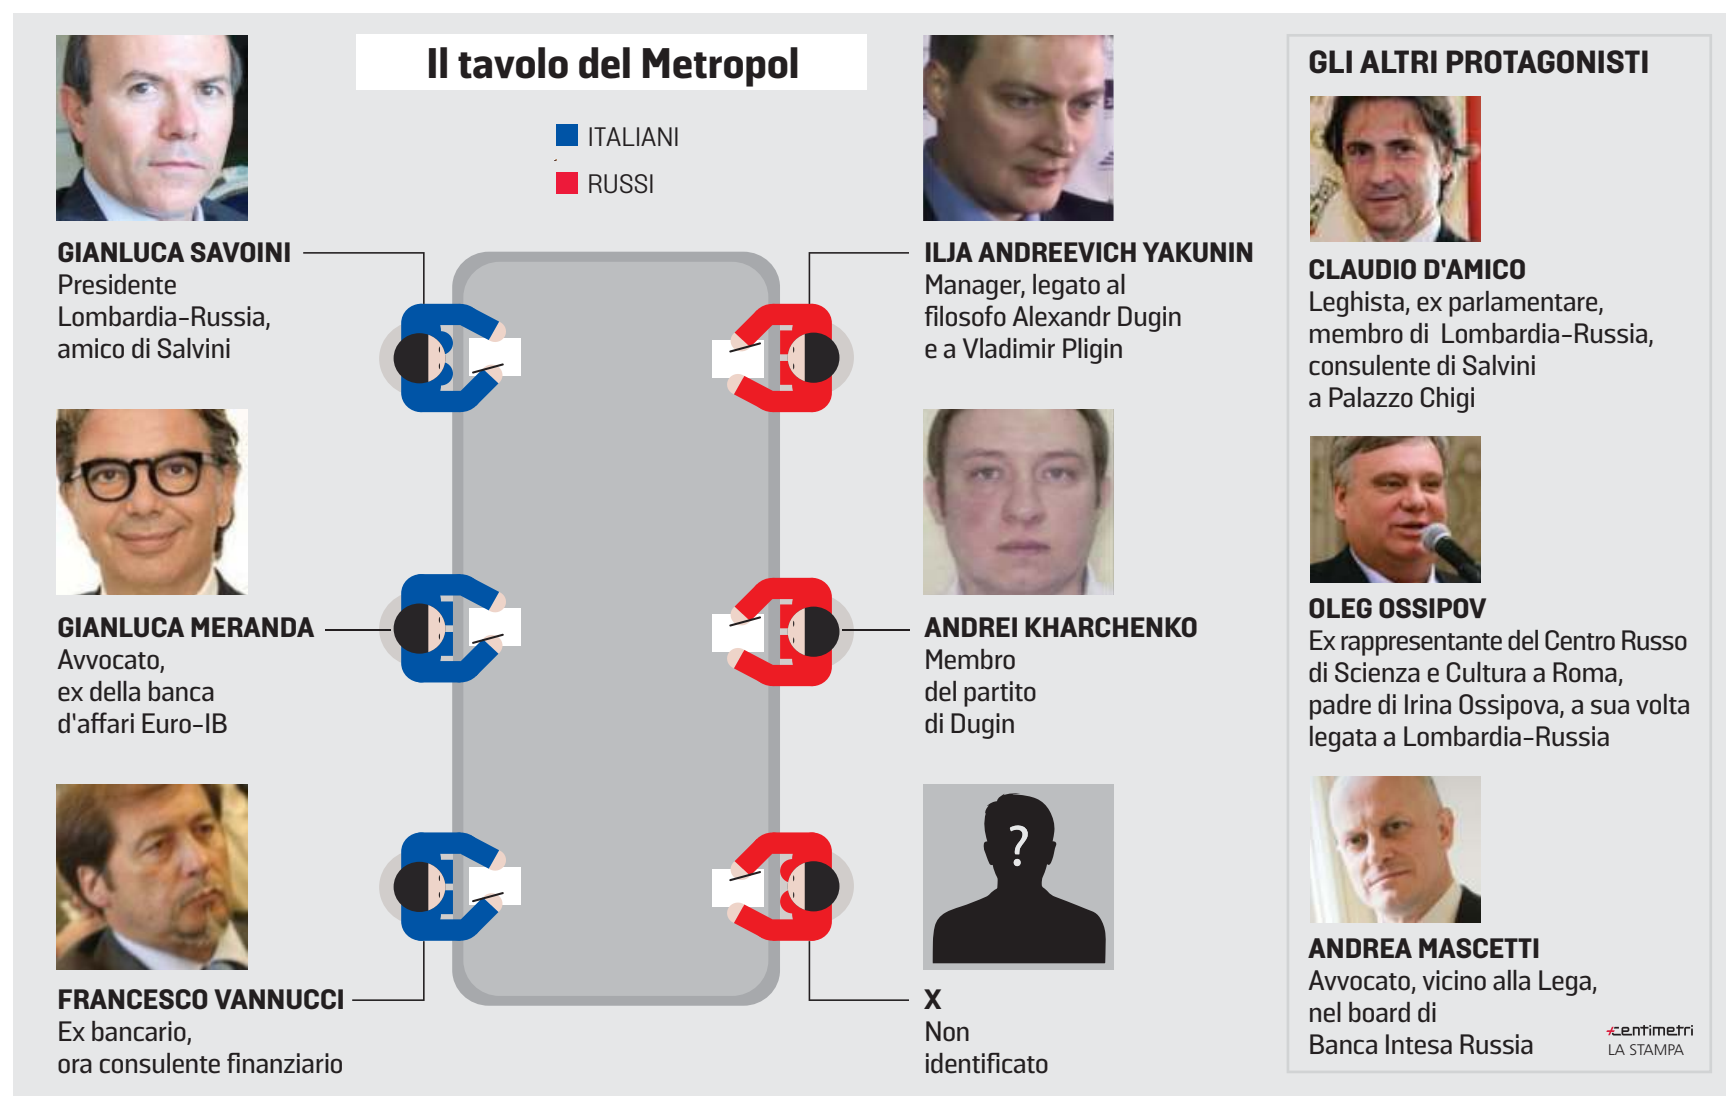 Il tavolo del Metropol
ITALIANI
RUSSI
GIANLUCA SAVOINI
Presidente
Lombardia-Russia,
amico di Salvini
GIANLUCA MERANDA
Avvocato,
ex della banca
d'affari Euro-IB
FRANCESCO VANNUCCI
Ex bancario,
ora consulente finanziario
ILJA ANDREEVICH YAKUNIN
Manager, legato al
filosofo Alexandr Dugin
e a Vladimir Pligin
ANDREI KHARCHENKO
Membro
del partito
di Dugin
?
X
Non
identificato
GLI ALTRI PROTAGONISTI
CLAUDIO D'AMICO
Leghista, ex parlamentare,
membro di Lombardia-Russia,
consulente di Salvini
a Palazzo Chigi
OLEG OSSIPOV
Ex rappresentante del Centro Russo
di Scienza e Cultura a Roma,
padre di Irina Ossipova, a sua volta
legata a Lombardia-Russia
ANDREA MASCETTI
Avvocato, vicino alla Lega,
nel board di
Banca Intesa Russia
centimetri
LA STAMPA